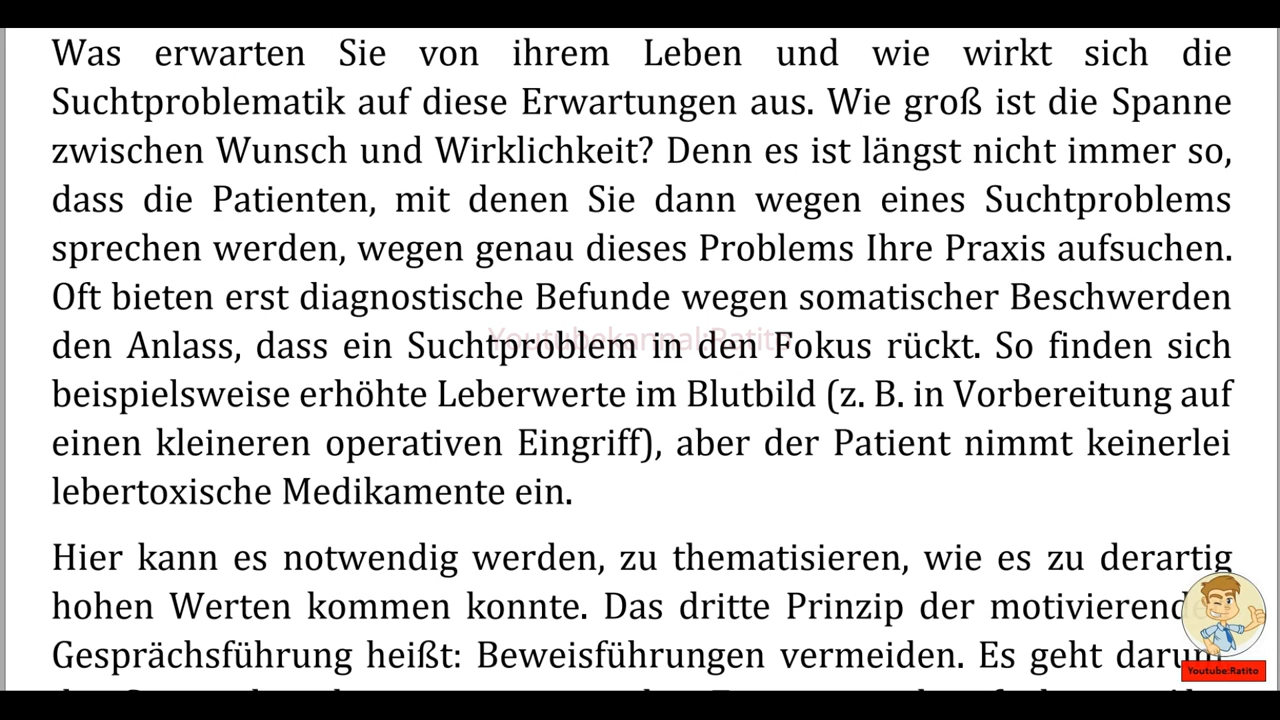 Was erwarten Sie von ihrem Leben und wie wirkt sich die
Suchtproblematik auf diese Erwartungen aus. Wie groß ist die Spanne
zwischen Wunsch und Wirklichkeit? Denn es ist längst nicht immer so,
dass die Patienten, mit denen Sie dann wegen eines Suchtproblems
sprechen werden, wegen genau dieses Problems Ihre Praxis aufsuchen.
Oft bieten erst diagnostische Befunde wegen somatischer Beschwerden
den Anlass, dass ein Suchtproblem in den Fokus rückt. So finden sich
beispielsweise erhöhte Leberwerte im Blutbild (z. B. in Vorbereitung auf
einen kleineren operativen Eingriff), aber der Patient nimmt keinerlei
lebertoxische Medikamente ein.
Hier kann es notwendig werden, zu thematisieren, wie es zu derartig
hohen Werten kommen konnte. Das dritte Prinzip der
Gesprächsführung heißt: Beweisführungen vermeiden. Es geht
Youtube:Ratito